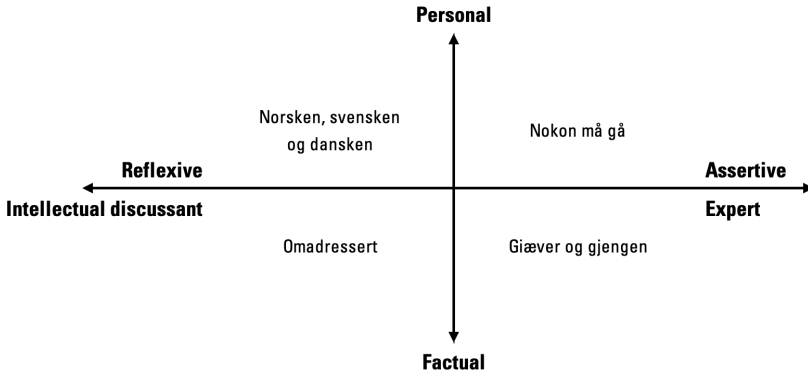 Personal
Norsken, svensken
og dansken
Nokon må gå
Reflexive
Assertive
Intellectual discussant
Expert
Omadressert
Giæver og gjengen
Factual